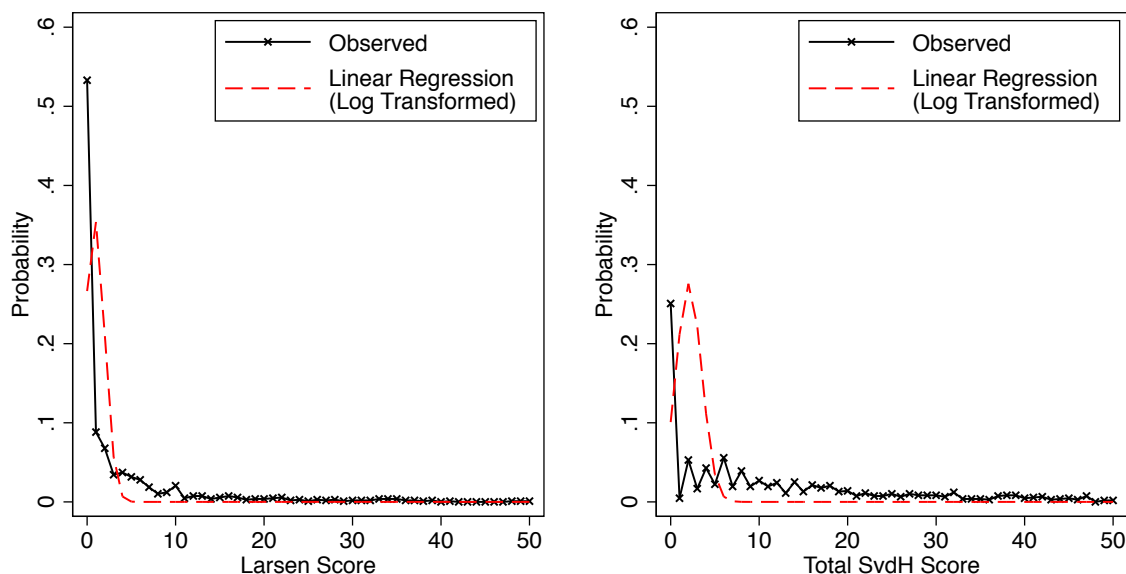 .6
.5
.4
.3
.2
.1
0
Probability
Observed
Linear Regression
(Log Transformed)
0
10
20
30
40
50
Larsen Score
.6
.5
.4
.3
.2
.1
0
Probability
Observed
Linear Regression
(Log Transformed)
0
10
20
30
40
50
Total SvdH Score